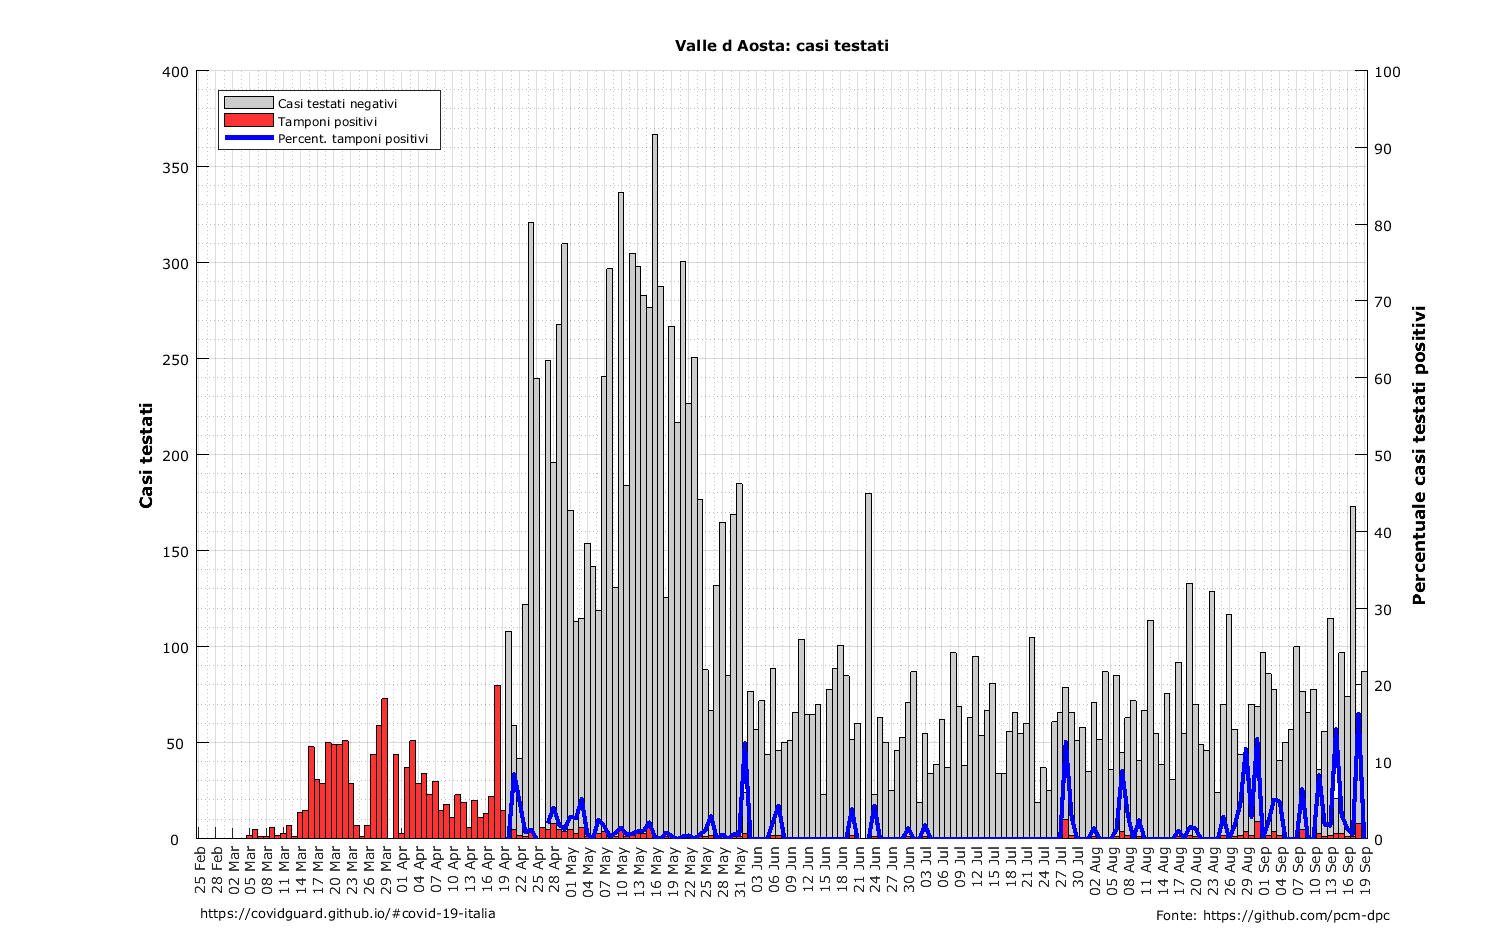 Valle d Aosta: casi testati
Casi testati negativi
Tamponi positivi
Percent. tamponi positivi
Casi testati
400
350
300
250
200
150
100
50
0
100
90
80
70
60
50
40
30
20
10
0
Percentuale casi testati positivi
25 Feb
28 Feb
02 Mar
05 Mar
08 Mar
11 Mar
14 Mar
17 Mar
20 Mar
23 Mar
26 Mar
29 Mar
01 Apr
04 Apr
07 Apr
10 Apr
13 Apr
16 Apr
19 Apr
22 Apr
25 Apr
28 Apr
01 May
04 May
07 May
10 May
13 May
16 May
19 May
22 May
25 May
28 May
31 May
03 Jun
06 Jun
09 Jun
12 Jun
15 Jun
18 Jun
21 Jun
24 Jun
27 Jun
30 Jun
03 Jul
06 Jul
09 Jul
12 Jul
15 Jul
18 Jul
21 Jul
24 Jul
27 Jul
30 Jul
02 Aug
05 Aug
08 Aug
11 Aug
14 Aug
17 Aug
20 Aug
23 Aug
26 Aug
29 Aug
01 Sep
04 Sep
07 Sep
10 Sep
13 Sep
16 Sep
19 Sep
https://covidguard.github.io/#covid-19-italia
Fonte: https://github.com/pcm-dpc